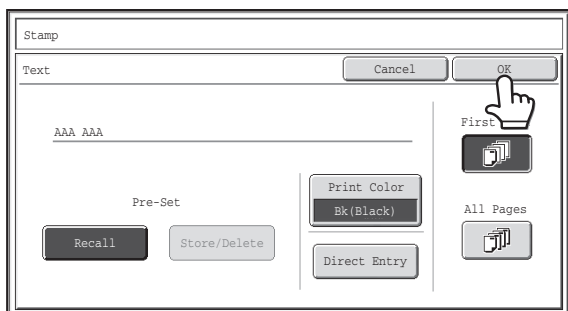 Stamp
Text
Cancel
OK
First
AAA AAA
Pre-Set
Print Color
Bk(Black)
All Pages
Recall
Store/Delete
Direct Entry